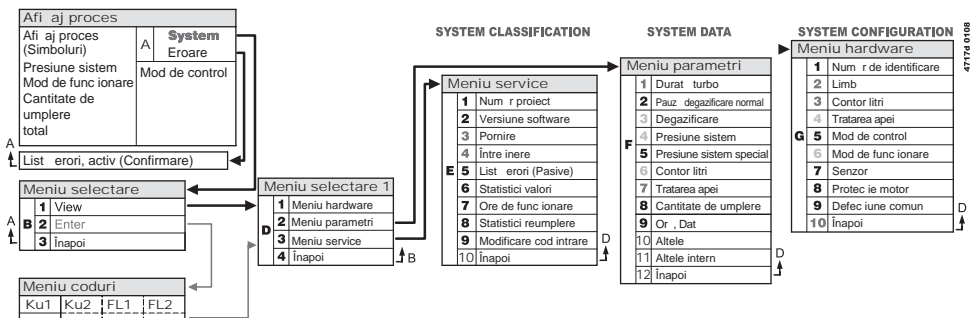 Afi aj proces
Afi aj proces
(Simboluri)
Presiune sistem
Mod de func ionare
Cantitate de
umplere
total
A
System
Eroare
Mod de control
A
List erori, activ (Confirmare)
Meniu selectare
A
B
1 View
2 Enter
3 Înapoi
Meniu coduri
Ku1 Ku2 FL1 FL2
Meniu selectare 1
D
1 Meniu hardware
2 Meniu parametri
3 Meniu service
4 Înapoi
B
SYSTEM CLASSIFICATION
Meniu service
E
1 Num r proiect
2 Versiune software
3 Pornire
4 Între inere
5 List erori (Pasive)
6 Statistici valori
7 Ore de func ionare
8 Statistici reumplere
9 Modificare cod intrare
10 Înapoi
D
SYSTEM DATA
Meniu parametri
F
1 Durat turbo
2 Pauz degazificare normal
3 Degazificare
4 Presiune sistem
5 Presiune sistem special
6 Contor litri
7 Tratarea apei
8 Cantitate de umplere
9 Or , Dat
10 Altele
11 Altele intern
12 Înapoi
D
SYSTEM CONFIGURATION
Meniu hardware
G
1 Num r de identificare
2 Limb
3 Contor litri
4 Tratarea apei
5 Mod de control
6 Mod de func ionare
7 Senzor
8 Protec ie motor
9 Defec iune comun
10 Înapoi
D
4717d 0108